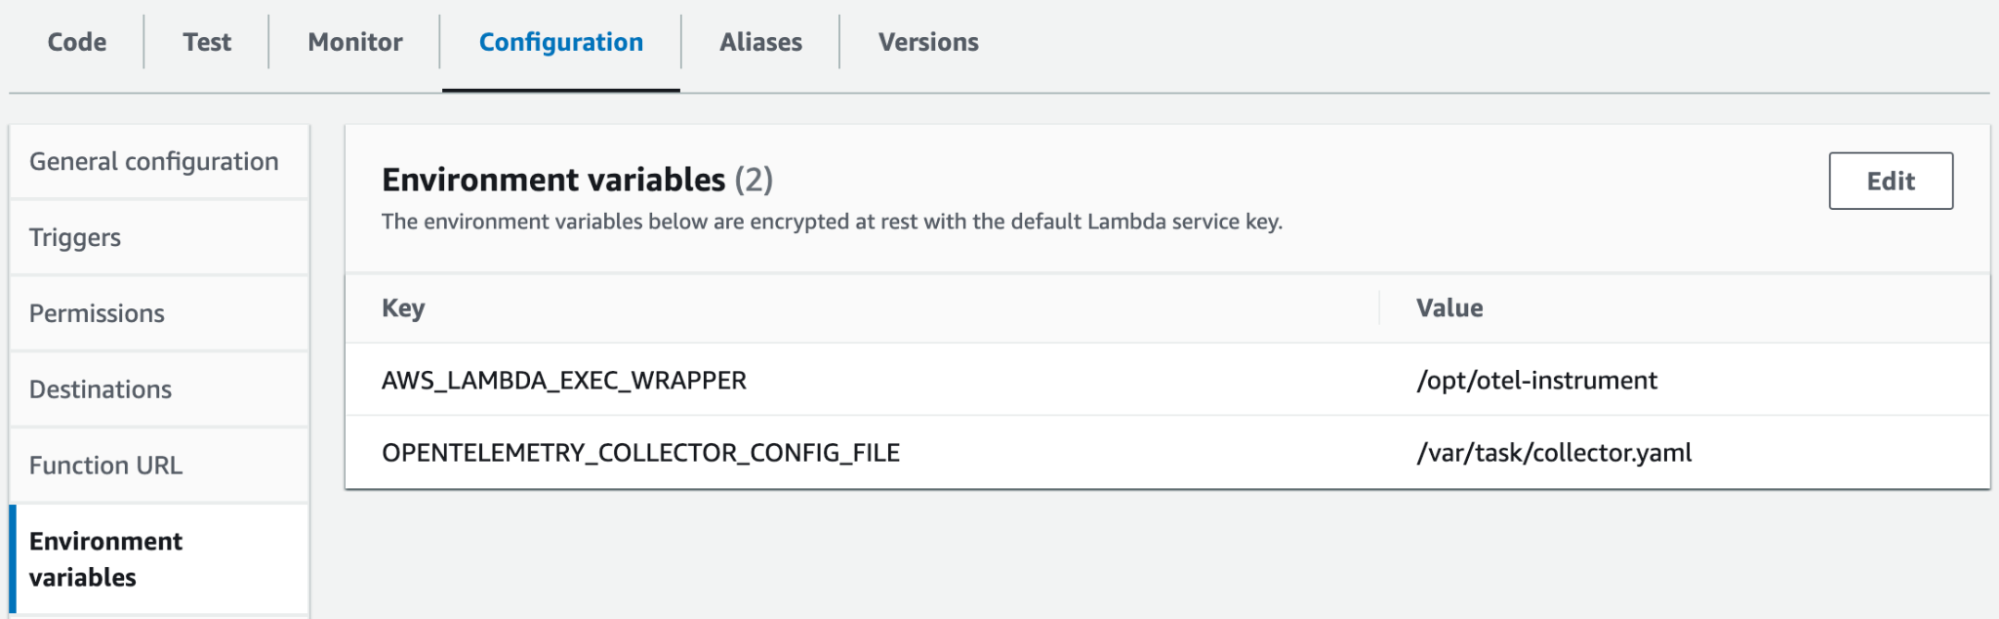 Code Test Monitor Configuration Aliases Versions
General configuration
Triggers
Permissions
Destinations
Function URL
Environment
variables
Environment variables (2)
Edit
The environment variables below are encrypted at rest with the default Lambda service key.
Key Value
AWS_LAMBDA_EXEC_WRAPPER /opt/otel-instrument
OPENTELEMETRY_COLLECTOR_CONFIG_FILE /var/task/collector.yaml